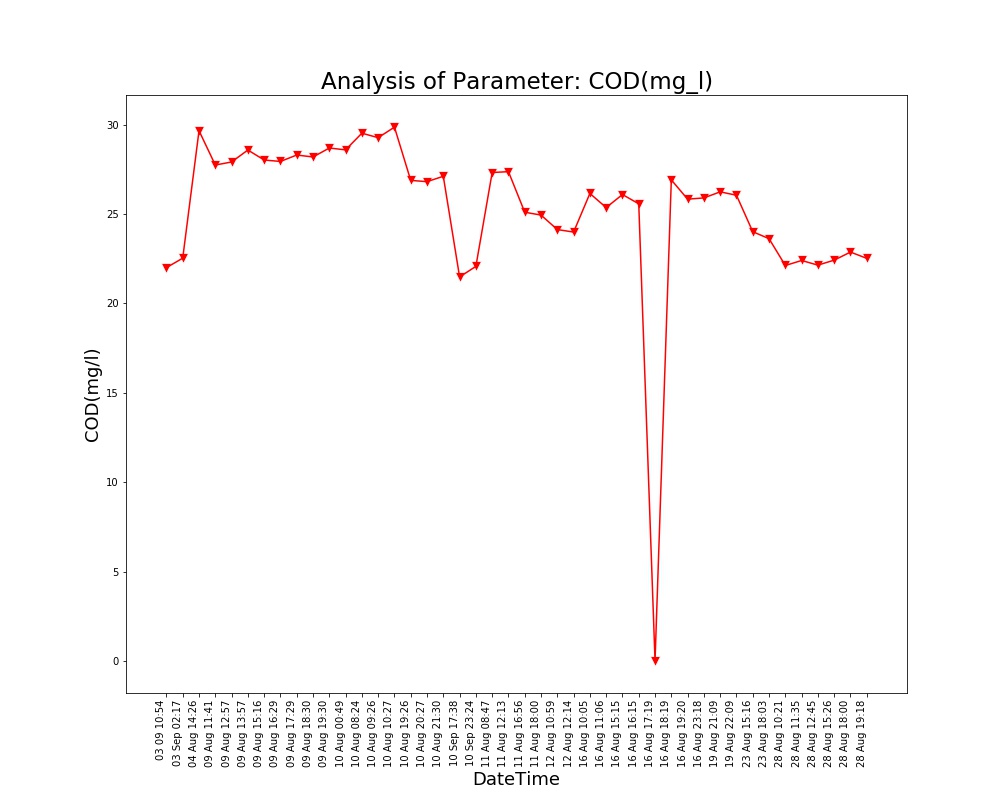 Analysis of Parameter: COD(mg_l)
COD(mg/l)
30
25
20
15
10
5
0
03 09 10:54
03 Sep 02:17
04 Aug 14:26
09 Aug 11:41
09 Aug 12:57
09 Aug 13:57
09 Aug 15:16
09 Aug 16:29
09 Aug 17:29
09 Aug 18:30
09 Aug 19:30
10 Aug 00:49
10 Aug 08:24
10 Aug 09:26
10 Aug 10:27
10 Aug 19:26
10 Aug 20:27
10 Aug 21:30
10 Sep 17:38
10 Sep 23:24
11 Aug 08:47
11 Aug 12:13
11 Aug 16:56
11 Aug 18:00
12 Aug 10:59
12 Aug 12:14
16 Aug 10:05
16 Aug 11:06
16 Aug 15:15
16 Aug 16:15
16 Aug 17:19
16 Aug 18:19
16 Aug 19:20
16 Aug 23:18
19 Aug 21:09
19 Aug 22:09
23 Aug 15:16
23 Aug 18:03
28 Aug 10:21
28 Aug 11:35
28 Aug 12:45
28 Aug 15:26
28 Aug 18:00
28 Aug 19:18
DateTime